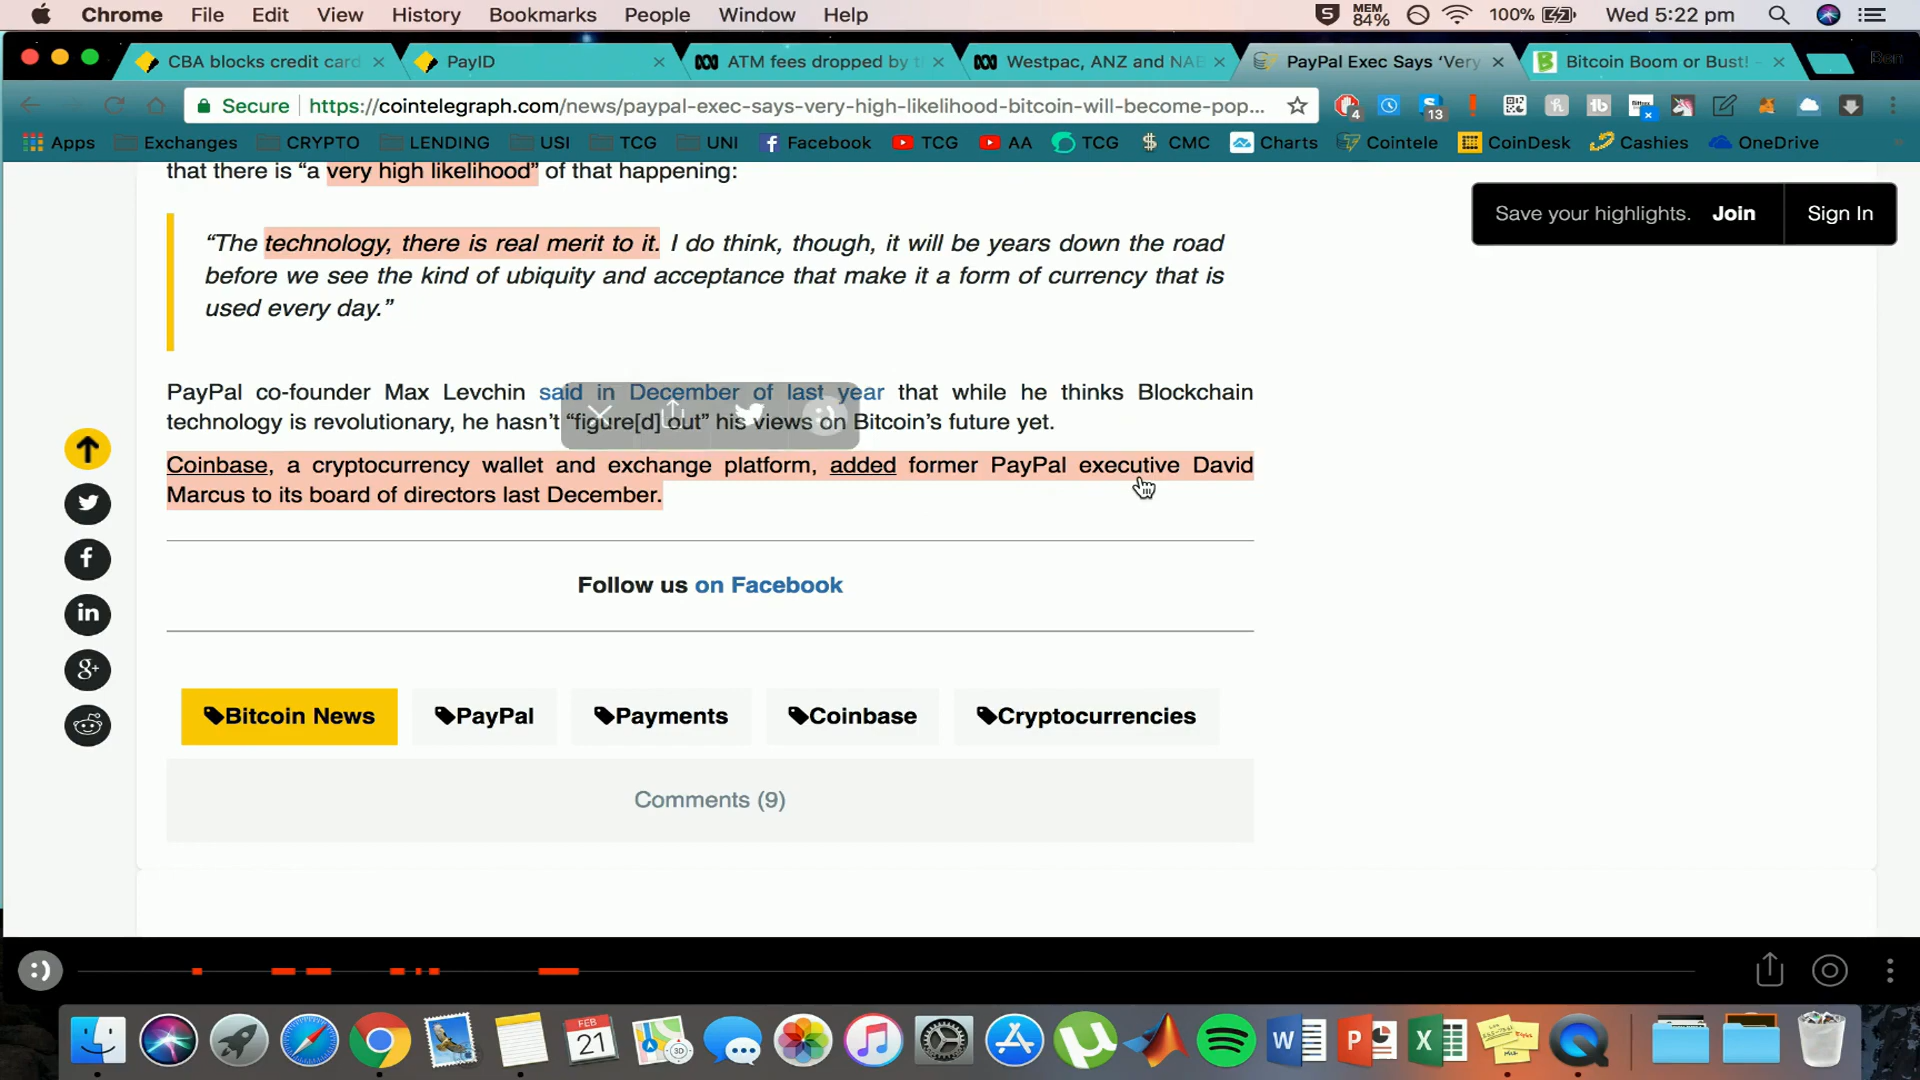 Chrome File Edit View History Bookmarks People Window Help
MEM
84%
100%
Wed 5:22 pm
CBA blocks credit card
PayID
ATM fees dropped by t
Westpac, ANZ and NAB
PayPal Exec Says ‘Very
Bitcoin Boom or Bust! -
Ben
Secure https://cointelegraph.com/news/paypal-exec-says-very-high-likelihood-bitcoin-will-become-pop...
4
13
Apps Exchanges CRYPTO LENDING USI TCG UNI Facebook TCG AA TCG CMC Charts Cointele CoinDesk Cashies OneDrive
that there is “a very high likelihood” of that happening:
Save your highlights. Join Sign In
“The technology, there is real merit to it. I do think, though, it will be years down the road
before we see the kind of ubiquity and acceptance that make it a form of currency that is
used every day.”
PayPal co-founder Max Levchin said in December of last year that while he thinks Blockchain
technology is revolutionary, he hasn’t “figure[d] out” his views on Bitcoin’s future yet.
Coinbase, a cryptocurrency wallet and exchange platform, added former PayPal executive David
Marcus to its board of directors last December.
Follow us on Facebook
Bitcoin News PayPal Payments Coinbase Cryptocurrencies
Comments (9)
FEB
21
3D